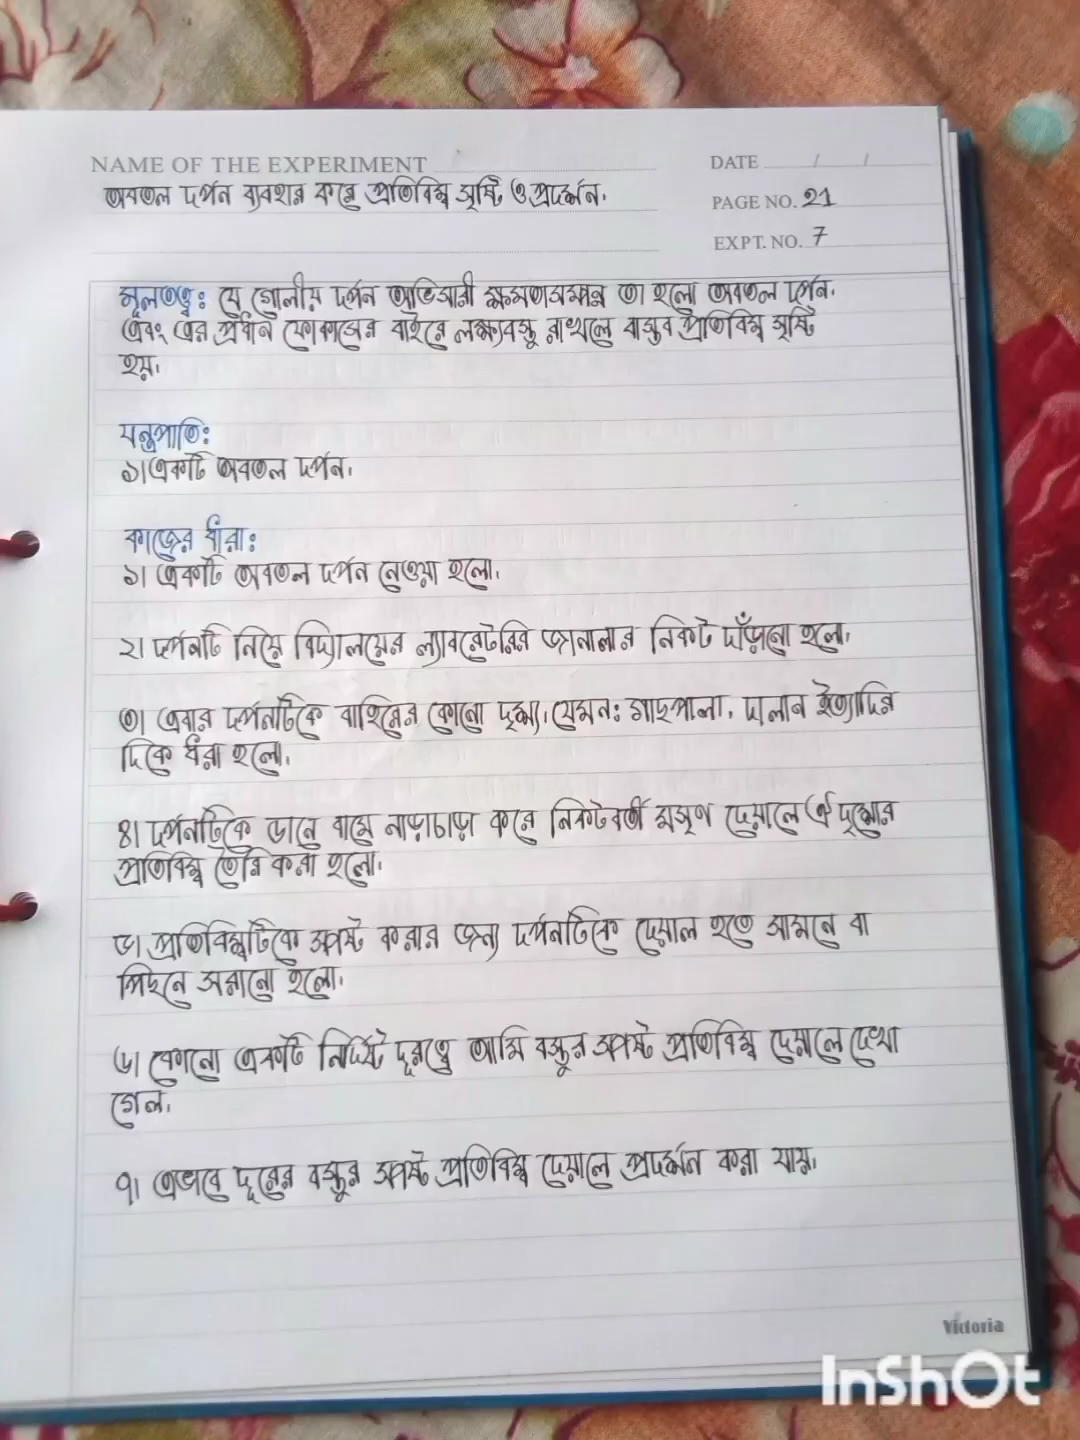 NAME OF THE EXPERIMENT
অবতল দর্পন ব্যবহার করে প্রতিবিম্ব সৃষ্টি ও প্রদর্শন.
DATE / /
PAGE NO. 21
EXPT. NO. 7
মূলতত্ত্ব: যে গোলীয় দর্পন অভিসারী ক্ষমতাসম্পন্ন তা হলো অবতল দর্পন.
এবং এর প্রধান ফোকাসের বাইরে লক্ষ্যবস্তু রাখলে বাস্তব প্রতিবিম্ব সৃষ্টি
হয়.
যন্ত্রপাতি:
১। একটি অবতল দর্পন.
কাজের ধারা:
১। একটি অবতল দর্পন নেওয়া হলো.
২। দর্পনটি নিয়ে বিদ্যালয়ের ল্যাবরেটরির জানালার নিকট দাঁড়ানো হলো.
৩। এবার দর্পনটিকে বাহিরের কোনো দৃশ্য, যেমন: গাছপালা, দালান ইত্যাদির
দিকে ধরা হলো.
৪। দর্পনটিকে ডানে বামে নাড়াচাড়া করে নিকটবর্তী মসৃণ দেয়ালে ঐ দৃশ্যের
প্রতিবিম্ব তৈরি করা হলো.
৫। প্রতিবিম্বটিকে স্পষ্ট করার জন্য দর্পনটিকে দেয়াল হতে সামনে বা
পিছনে সরানো হলো.
৬। কোনো একটি নির্দিষ্ট দূরত্বে আমি বস্তুর স্পষ্ট প্রতিবিম্ব দেয়ালে দেখা
গেল.
৭। এভাবে দূরের বস্তুর স্পষ্ট প্রতিবিম্ব দেয়ালে প্রদর্শন করা যায়.
Victoria
InShOt